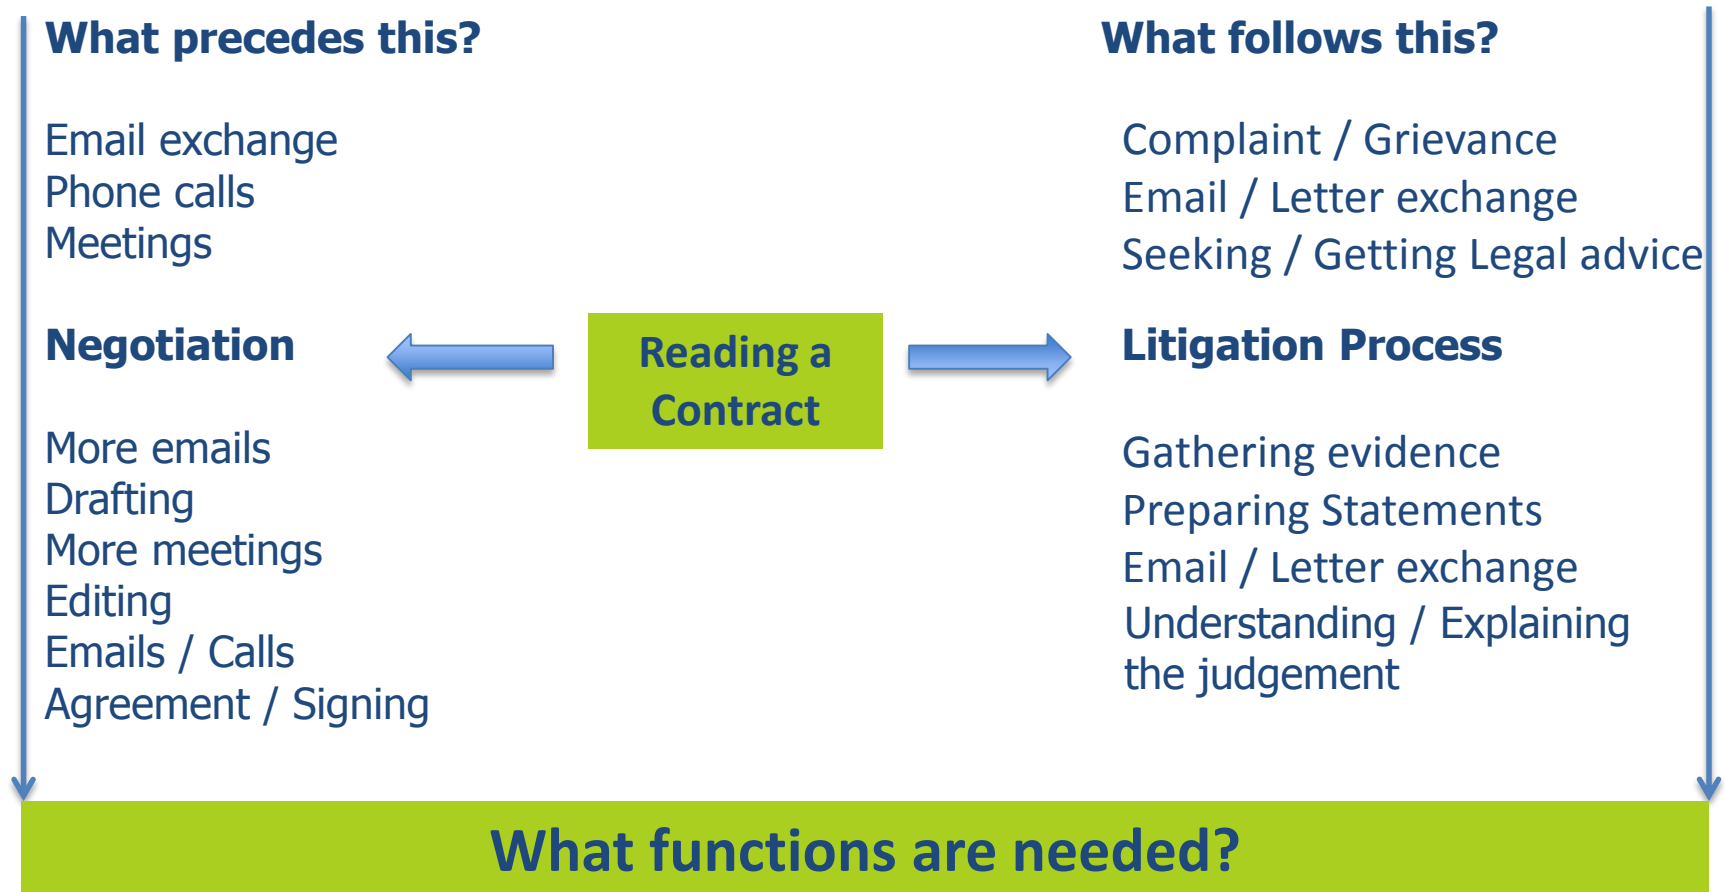 What precedes this?
Email exchange
Phone calls
Meetings
Negotiation
More emails
Drafting
More meetings
Editing
Emails / Calls
Agreement / Signing
Reading a
Contract
What follows this?
Complaint / Grievance
Email / Letter exchange
Seeking / Getting Legal advice
Litigation Process
Gathering evidence
Preparing Statements
Email / Letter exchange
Understanding / Explaining
the judgement
What functions are needed?